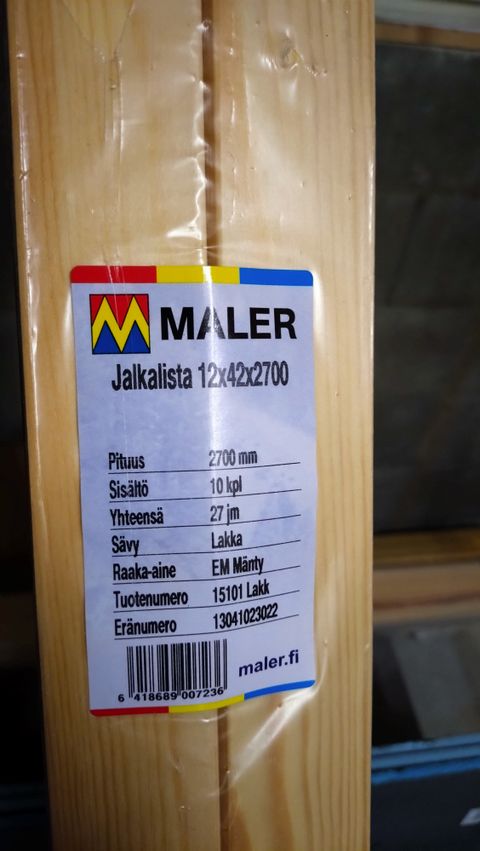 MALER
Jalkalista 12x42x2700
Pituus 2700 mm
Sisältö 10 kpl
Yhteensä 27 jm
Sävy Lakka
Raaka-aine EM Mänty
Tuotenumero 15101 Lakk
Eränumero 13041023022
maler.fi
6 418689 007236